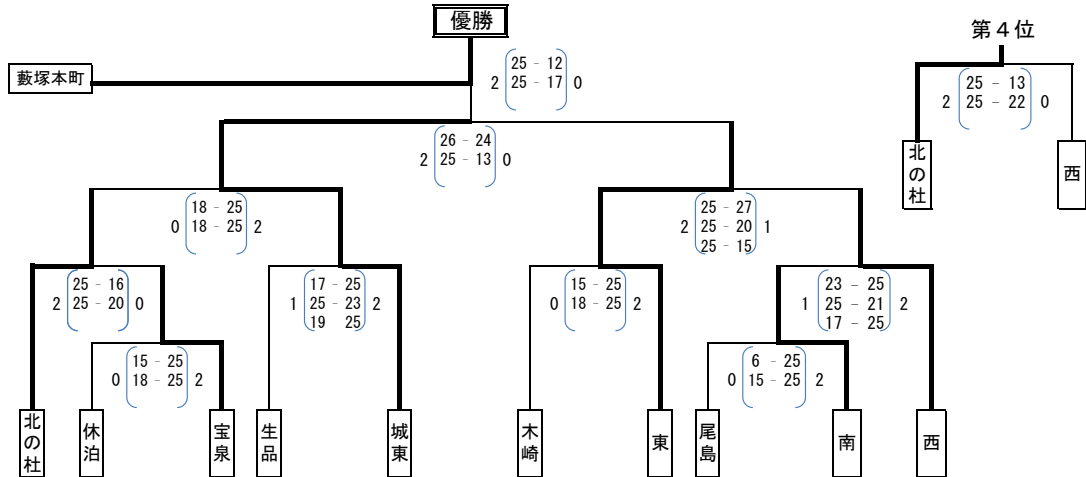 優勝
第４位
藪塚本町
2 25 - 12 0
25 - 17
2 25 - 13 0
25 - 22
2 26 - 24 0
25 - 13
北の杜
西
0 18 - 25 2
18 - 25
2 25 - 27 1
25 - 20
25 - 15
2 25 - 16 0
25 - 20
1 17 - 25 2
25 - 23
19 25
0 15 - 25 2
18 - 25
1 23 - 25 2
25 - 21
17 - 25
0 15 - 25 2
18 - 25
0 6 - 25 2
15 - 25
北の杜
休泊
宝泉
生品
城東
木崎
東
尾島
南
西